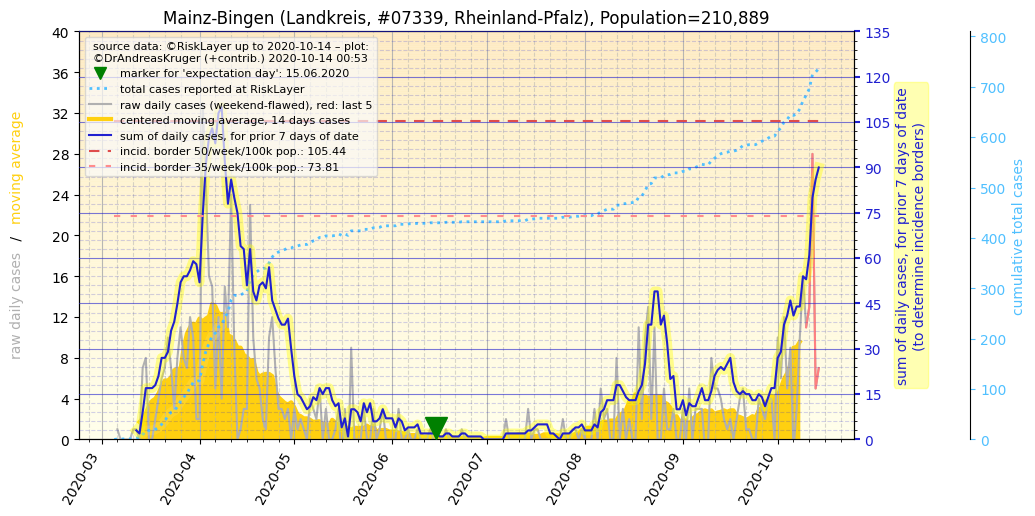 Mainz-Bingen (Landkreis, #07339, Rheinland-Pfalz), Population=210,889
source data: ©RiskLayer up to 2020-10-14 – plot:
©DrAndreasKruger (+contrib.) 2020-10-14 00:53
marker for 'expectation day': 15.06.2020
total cases reported at RiskLayer
raw daily cases (weekend-flawed), red: last 5
centered moving average, 14 days cases
sum of daily cases, for prior 7 days of date
incid. border 50/week/100k pop.: 105.44
incid. border 35/week/100k pop.: 73.81
raw daily cases / moving average
40
36
32
28
24
20
16
12
8
4
0
2020-03
2020-04
2020-05
2020-06
2020-07
2020-08
2020-09
2020-10
135
120
105
90
75
60
45
30
15
0
sum of daily cases, for prior 7 days of date
(to determine incidence borders)
800
700
600
500
400
300
200
100
0
cumulative total cases